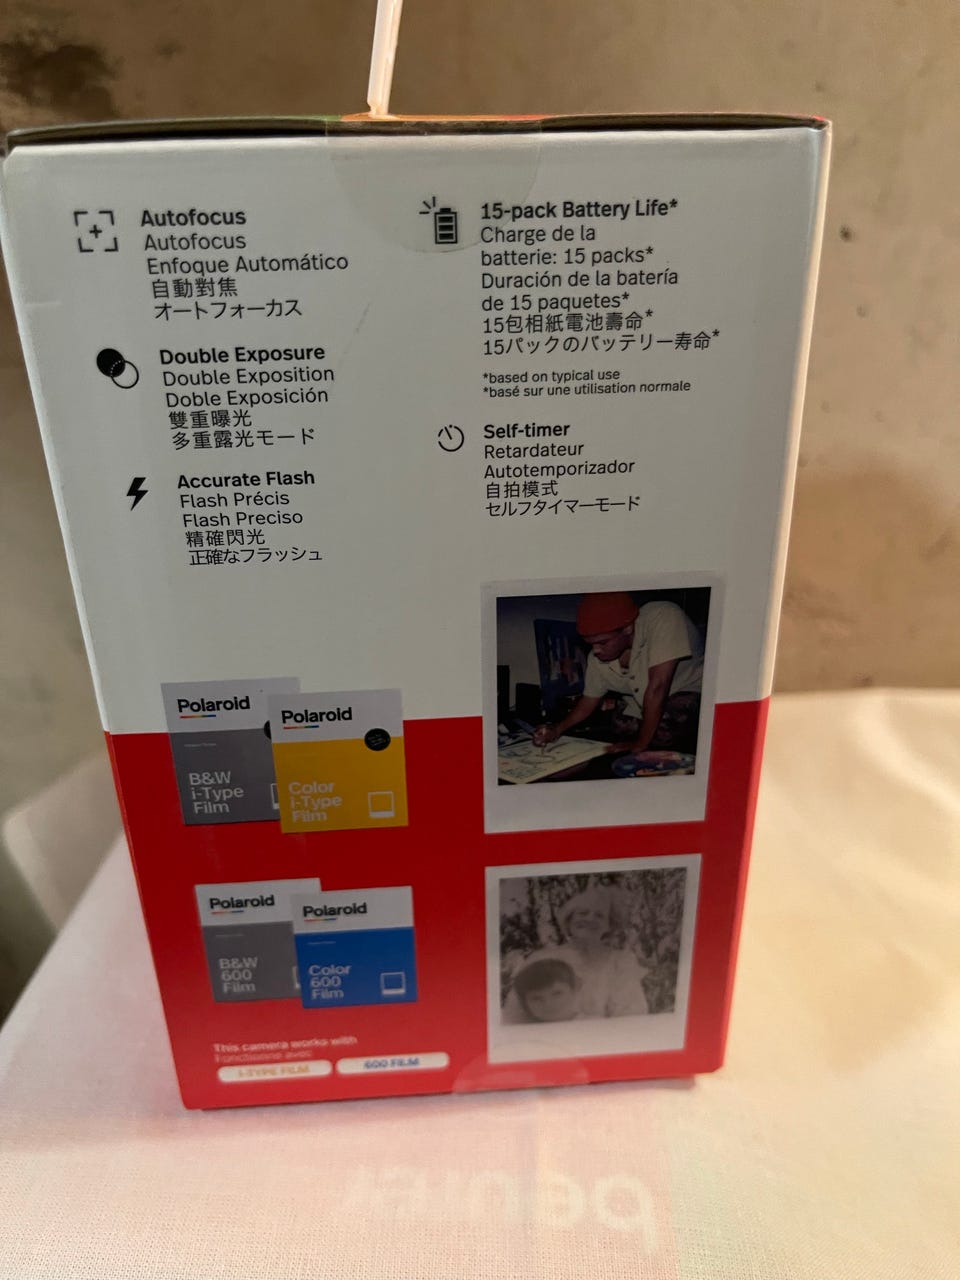 Autofocus
Autofocus
Enfoque Automático
自動對焦
オートフォーカス
Double Exposure
Double Exposition
Doble Exposición
雙重曝光
多重露光モード
Accurate Flash
Flash Précis
Flash Preciso
精確閃光
正確なフラッシュ
15-pack Battery Life*
Charge de la
batterie: 15 packs*
Duración de la batería
de 15 paquetes*
15包相紙電池壽命*
15パックのバッテリー寿命*
*based on typical use
*basé sur une utilisation normale
Self-timer
Retardateur
Autotemporizador
自拍模式
セルフタイマーモード
Polaroid
B&W
i-Type
Film
Polaroid
Color
i-Type
Film
Polaroid
B&W
600
Film
Polaroid
Color
600
Film
This camera works with
Fonctionne avec
I-TYPE FILM
600 FILM